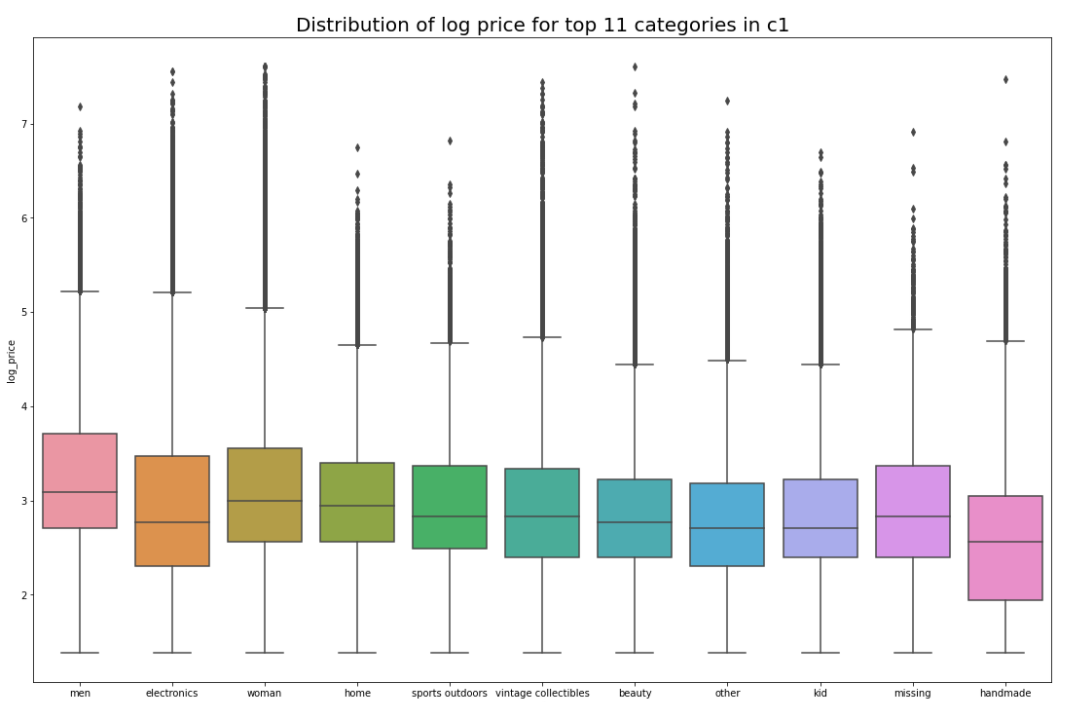 Distribution of log price for top 11 categories in c1
log_price
7
6
5
4
3
2
men electronics woman home sports outdoors vintage collectibles beauty other kid missing handmade